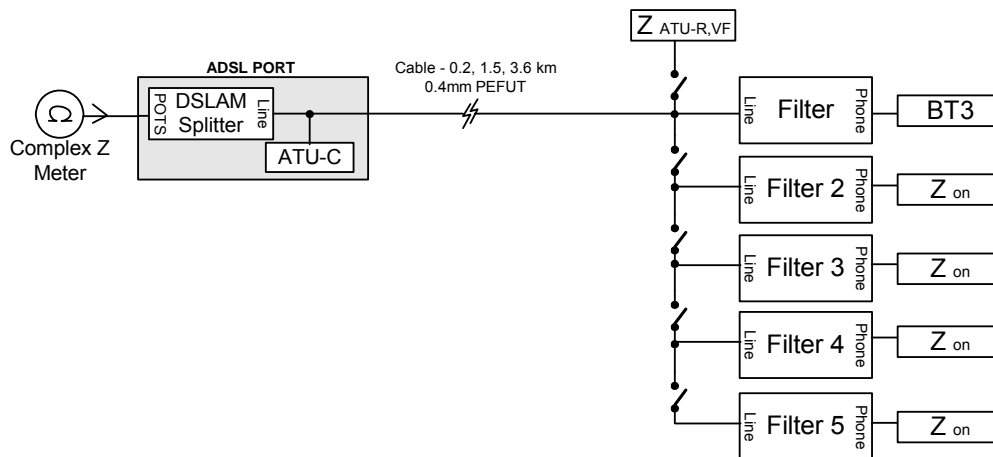 Z ATU-R,VF
ADSL PORT
Cable - 0.2, 1.5, 3.6 km
0.4mm PEFUT
Ω
Complex Z
Meter
POTS
DSLAM
Splitter
Line
ATU-C
Line
Filter
Phone
BT3
Line
Filter 2
Phone
Z on
Line
Filter 3
Phone
Z on
Line
Filter 4
Phone
Z on
Line
Filter 5
Phone
Z on